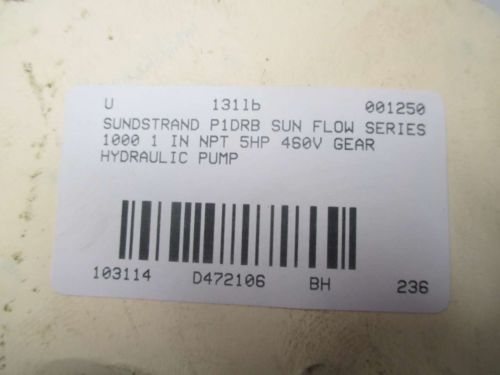 U 131lb 001250
SUNDSTRAND P1DRB SUN FLOW SERIES
1000 1 IN NPT 5HP 460V GEAR
HYDRAULIC PUMP
103114 D472106 BH 236